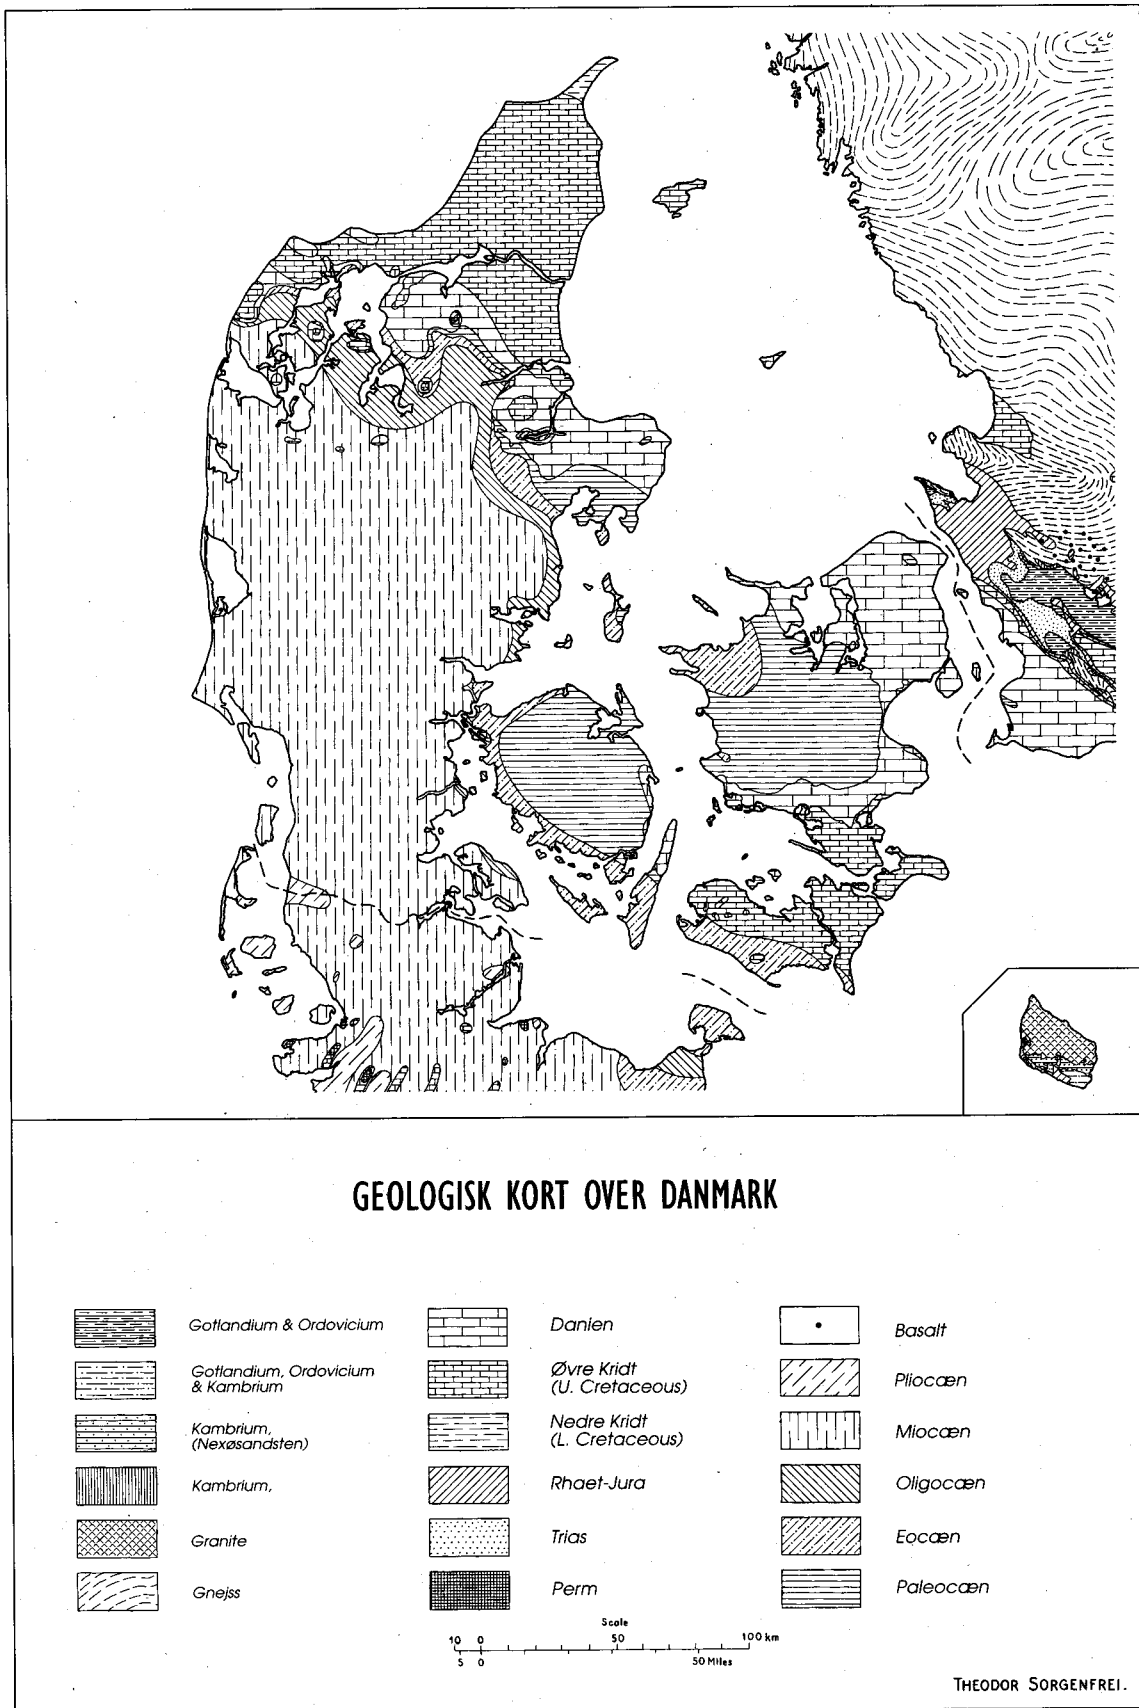 GEOLOGISK KORT OVER DANMARK
Gotlandium & Ordovicium
Gotlandium, Ordovicium
& Kambrium
Kambrium,
(Nexøsandsten)
Kambrium,
Granite
Gnejss
Danien
Øvre Kridt
(U. Cretaceous)
Nedre Kridt
(L. Cretaceous)
Rhaet-Jura
Trias
Perm
Basalt
Pliocæn
Miocæn
Oligocæn
Eocæn
Paleocæn
Scale
10 0 50 100 km
5 0 50 Miles
THEODOR SORGENFREI.